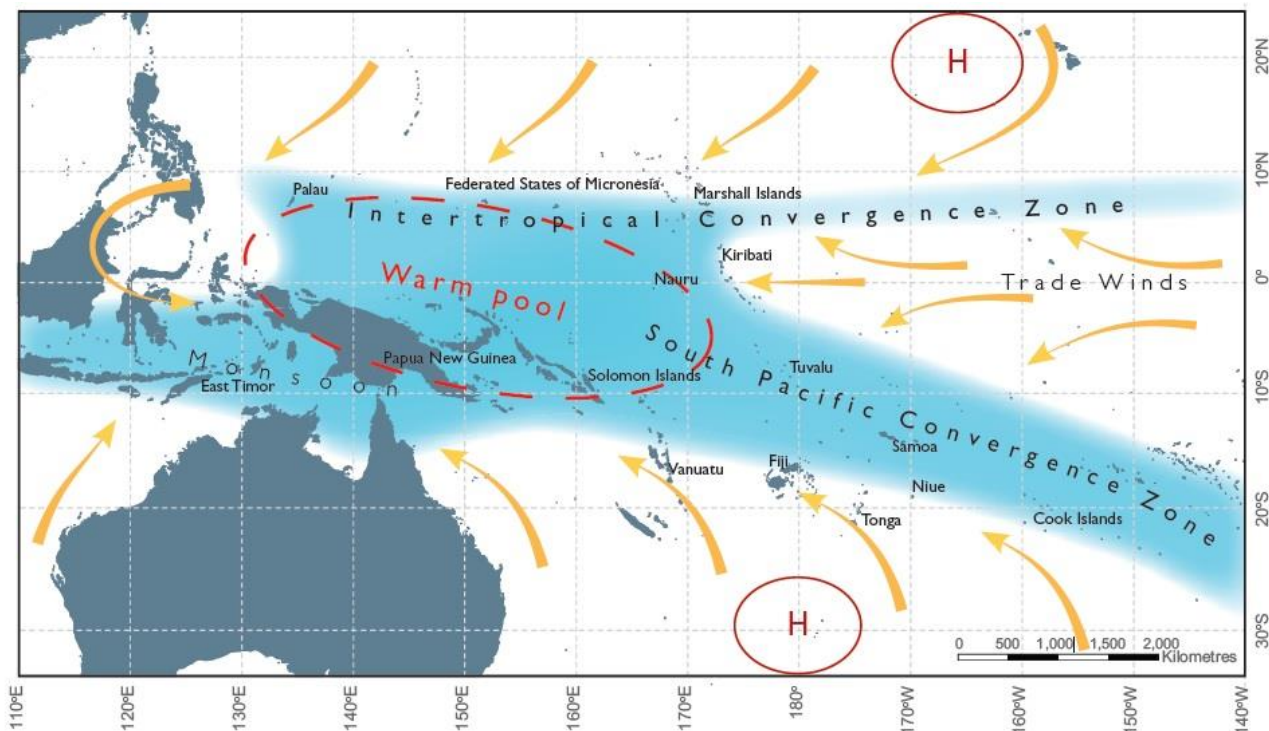 H
20°N
10°N
Palau
Federated States of Micronesia
Marshall Islands
Intertropical Convergence Zone
Kiribati
Warm pool
Nauru
Trade Winds
0°
Monsoon
Papua New Guinea
East Timor
Solomon Islands
South Pacific Convergence Zone
Tuvalu
10°S
Samoa
Vanuatu
Fiji
Niue
Tonga
Cook Islands
20°S
H
30°S
0 500 1,000 1,500 2,000
Kilometres
110°E 120°E 130°E 140°E 150°E 160°E 170°E 180° 170°W 160°W 150°W 140°W